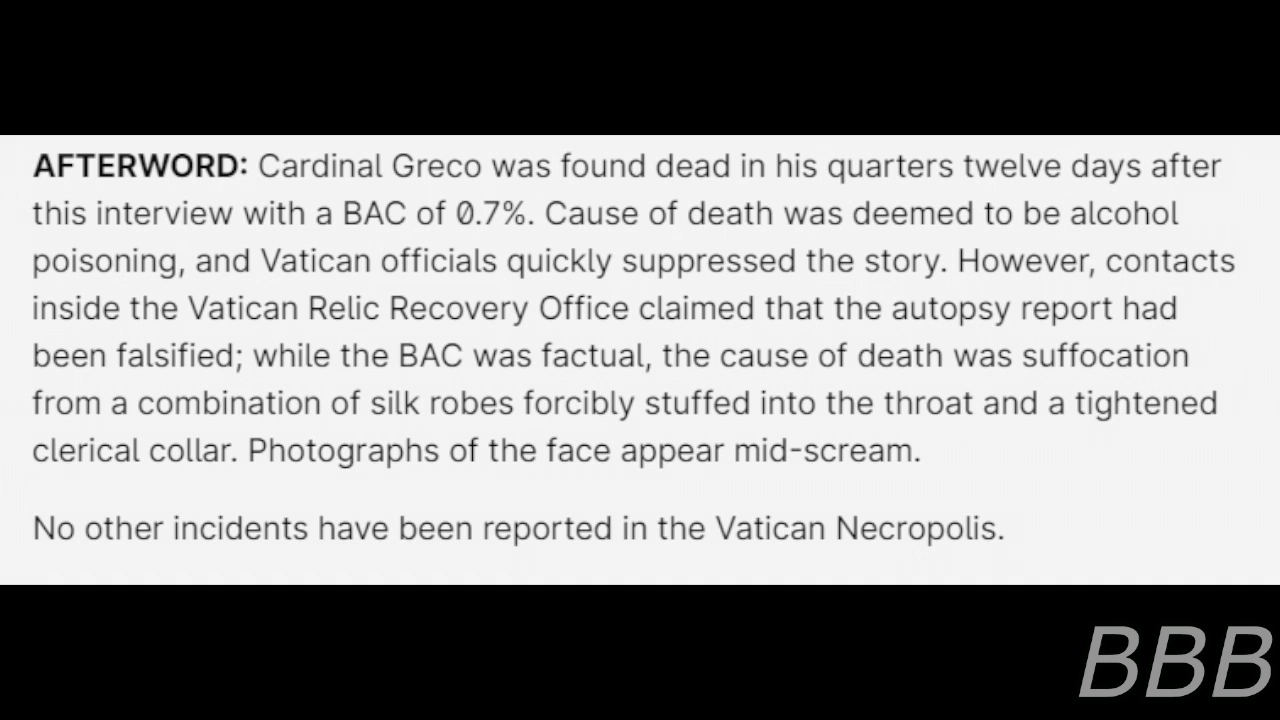 AFTERWORD: Cardinal Greco was found dead in his quarters twelve days after
this interview with a BAC of 0.7%. Cause of death was deemed to be alcohol
poisoning, and Vatican officials quickly suppressed the story. However, contacts
inside the Vatican Relic Recovery Office claimed that the autopsy report had
been falsified; while the BAC was factual, the cause of death was suffocation
from a combination of silk robes forcibly stuffed into the throat and a tightened
clerical collar. Photographs of the face appear mid-scream.
No other incidents have been reported in the Vatican Necropolis.
BBB